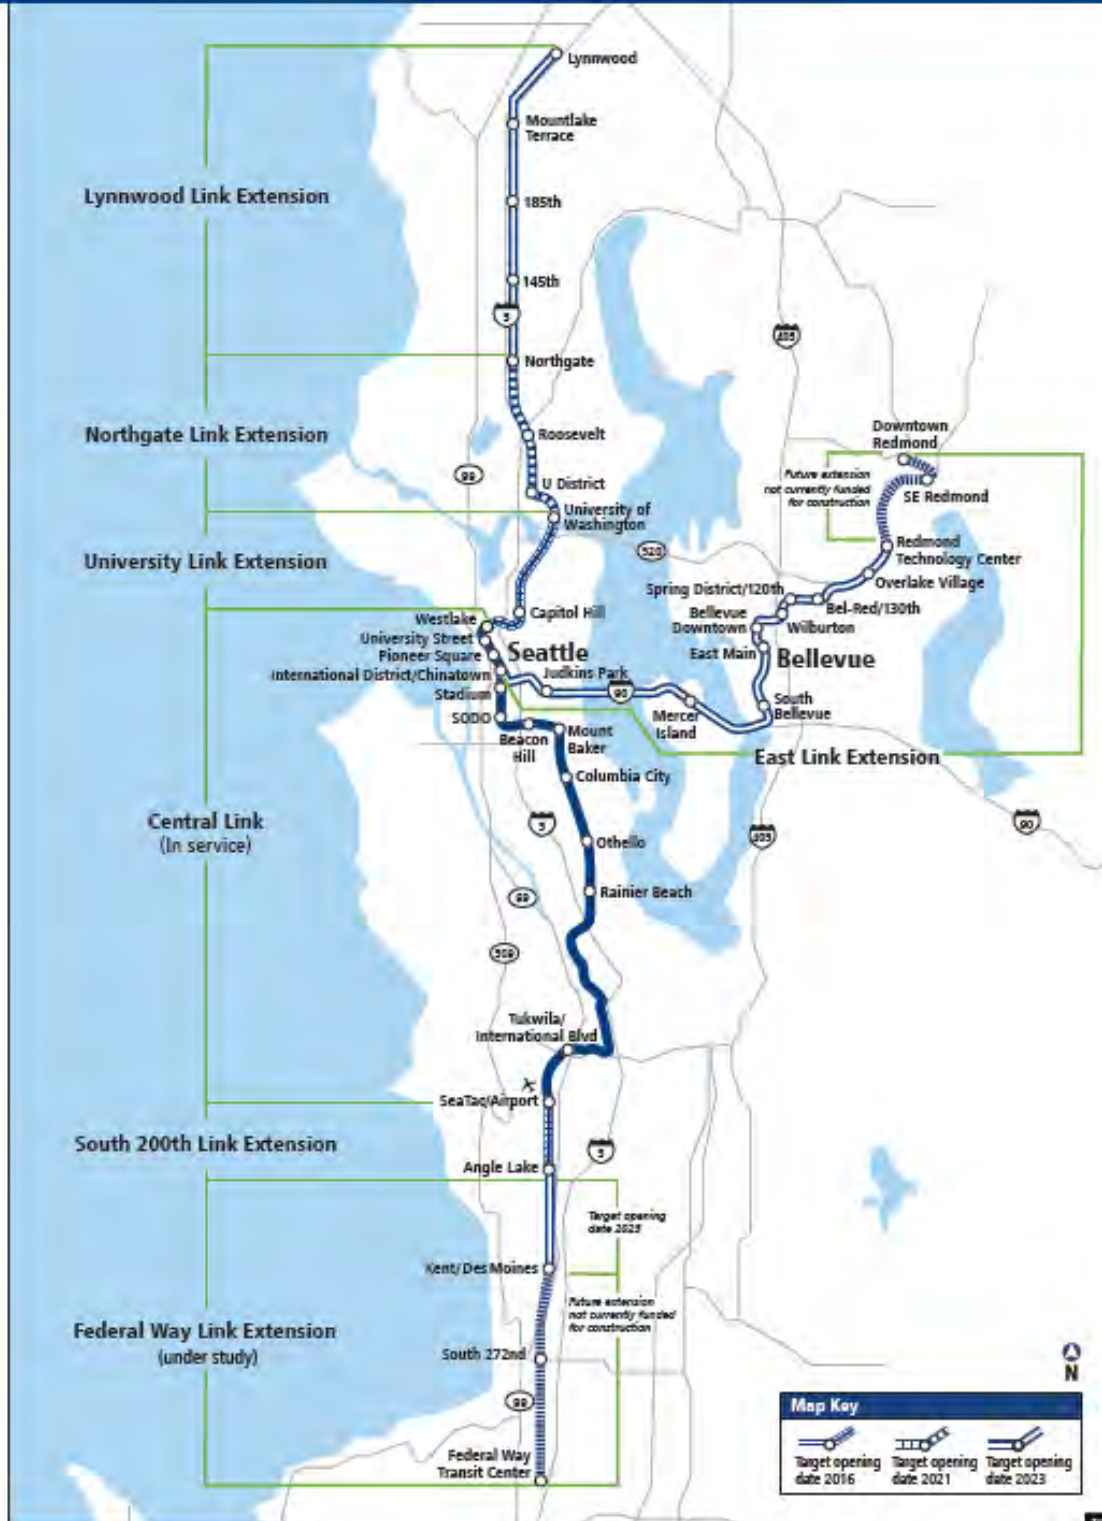 Lynnwood
Mountlake
Terrace
Lynnwood Link Extension
185th
145th
5
405
Northgate
Downtown
Redmond
Northgate Link Extension
Roosevelt
99
Future extension
not currently funded
for construction
U District
SE Redmond
University of
Washington
520
Redmond
Technology Center
University Link Extension
Overlake Village
Spring District/120th
Bel-Red/130th
Capitol Hill
Westlake
Bellevue
Downtown
Wilburton
University Street
Seattle
Pioneer Square
East Main
Bellevue
International District/Chinatown
Judkins Park
90
Stadium
South
Bellevue
SODO
Mercer
Island
Beacon
Hill
Mount
Baker
East Link Extension
Columbia City
Central Link
(In service)
5
405
90
Othello
Rainier Beach
99
509
Tukwila/
International Blvd
SeaTac/Airport
South 200th Link Extension
5
Angle Lake
Target opening
date 2023
Kent/Des Moines
Future extension
not currently funded
for construction
Federal Way Link Extension
(under study)
South 272nd
N
99
Map Key
Federal Way
Transit Center
Target opening
date 2016
Target opening
date 2021
Target opening
date 2023